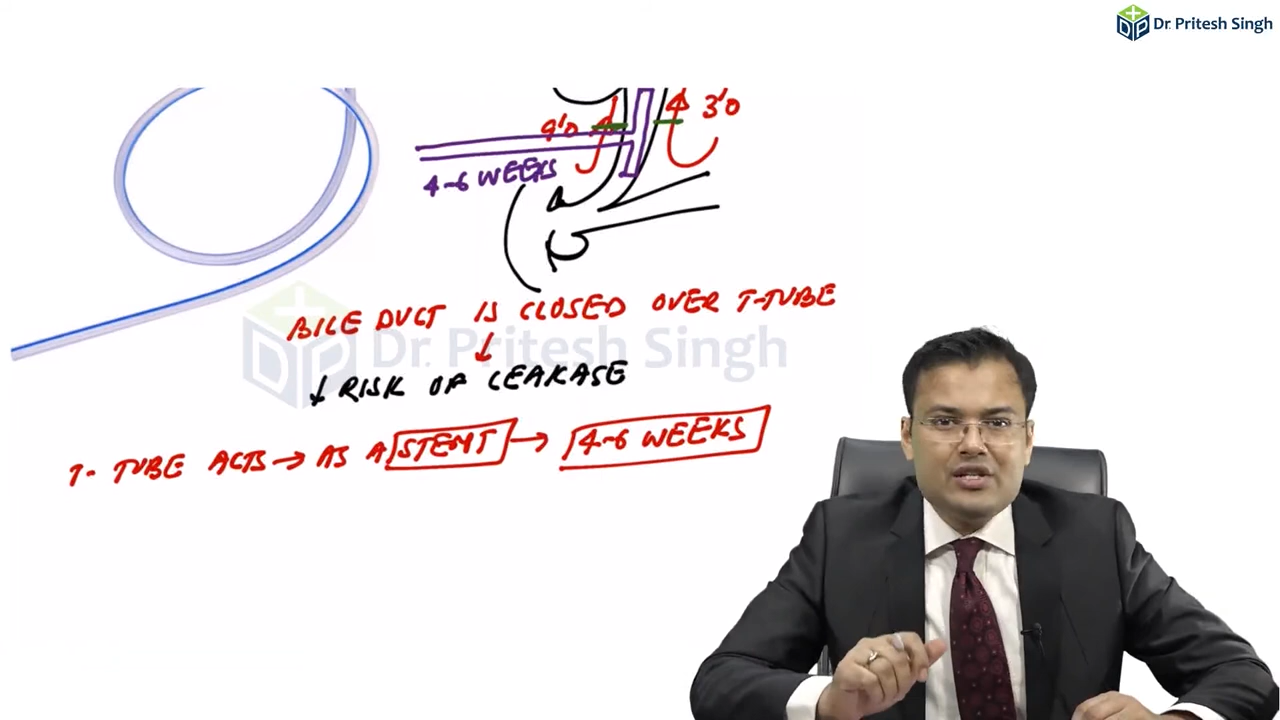 Dr. Pritesh Singh
9'0
3'0
4-6 WEEKS
BILE DUCT IS CLOSED OVER T-TUBE
Dr. Pritesh Singh
↓ RISK OF LEAKAGE
T-TUBE ACTS → AS A STENT → 4-6 WEEKS